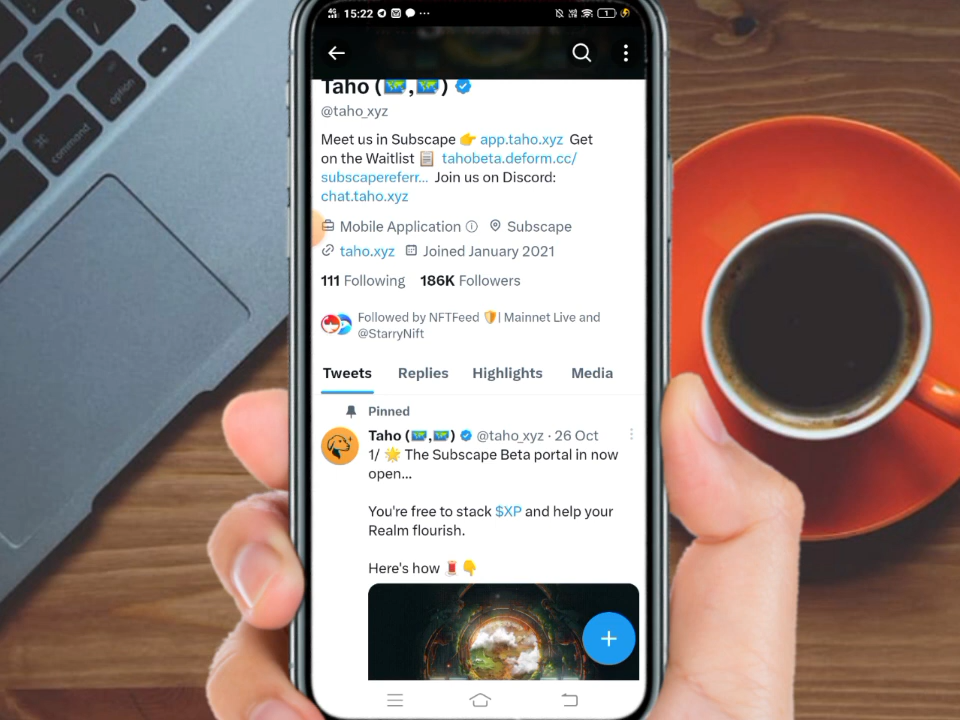 15:22
1
Taho (🗺️,🗺️)
@taho_xyz
Meet us in Subscape 👉 app.taho.xyz Get
on the Waitlist 📋 tahobeta.deform.cc/
subscapereferr... Join us on Discord:
chat.taho.xyz
Mobile Application Subscape
taho.xyz Joined January 2021
111 Following 186K Followers
Followed by NFTFeed 🛡️| Mainnet Live and
@StarryNift
Tweets Replies Highlights Media
Pinned
Taho (🗺️,🗺️) @taho_xyz · 26 Oct
1/ 🌟 The Subscape Beta portal in now
open...
You're free to stack $XP and help your
Realm flourish.
Here's how 🧵👇
option
command